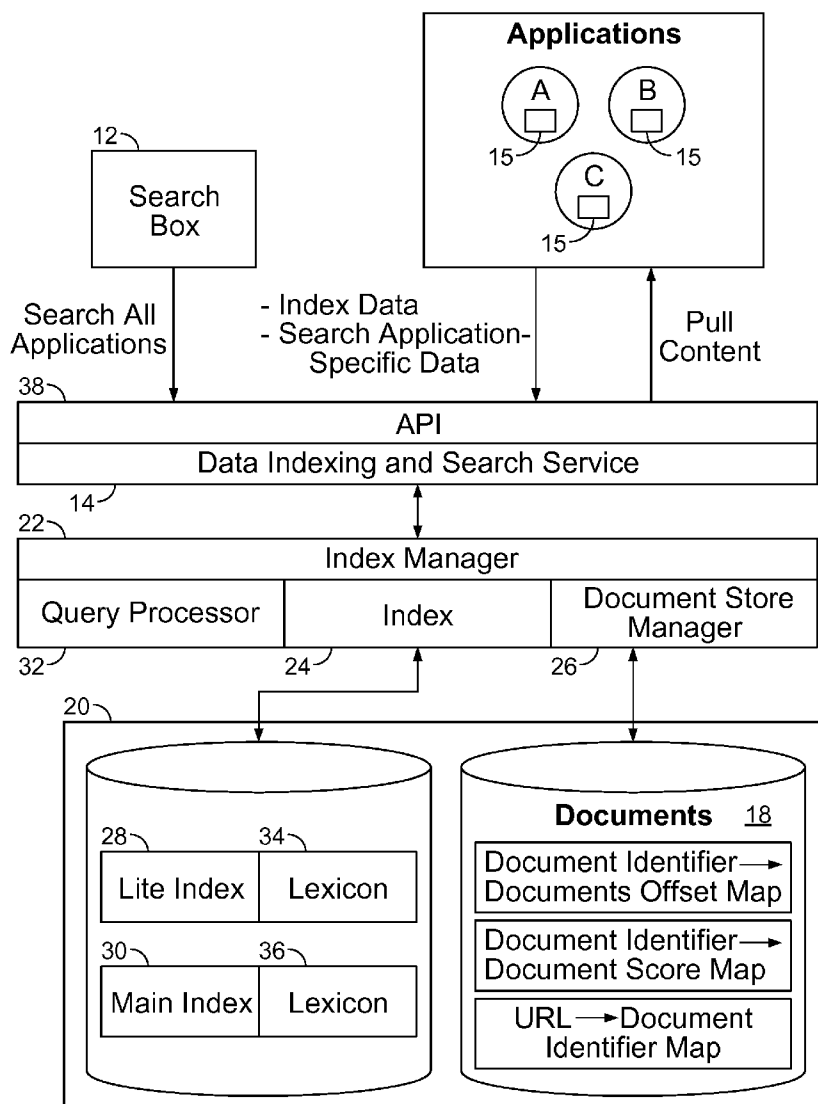 Applications
A
B
15
15
C
15
12
Search
Box
Search All
Applications
- Index Data
- Search Application-
Specific Data
Pull
Content
38
API
Data Indexing and Search Service
14
22
Index Manager
Query Processor
Index
Document Store
Manager
32
24
26
20
28
34
Lite Index
Lexicon
30
36
Main Index
Lexicon
Documents 18
Document Identifier →
Documents Offset Map
Document Identifier →
Document Score Map
URL → Document
Identifier Map